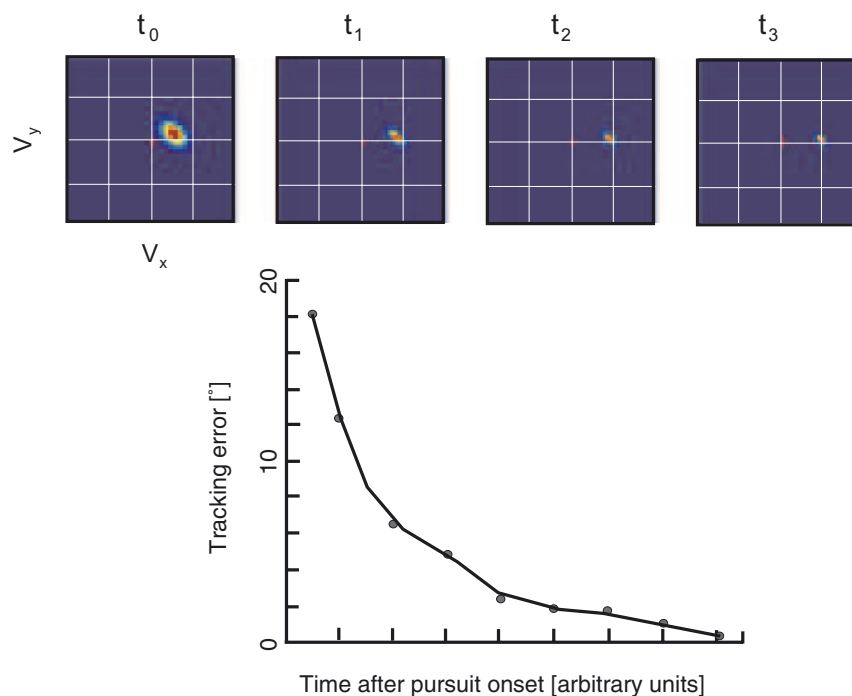 t0 t1 t2 t3
Vy
Vx
20
10
0
Tracking error [°]
Time after pursuit onset [arbitrary units]